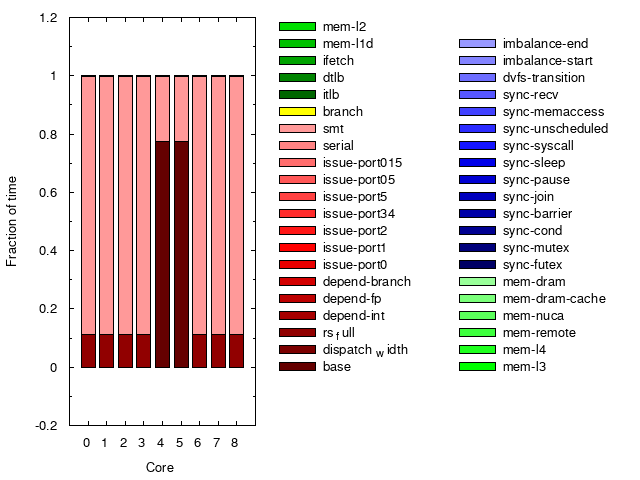 1.2
1
0.8
0.6
0.4
0.2
0
-0.2
Fraction of time
0 1 2 3 4 5 6 7 8
Core
mem-l2
mem-l1d
ifetch
dtlb
itlb
branch
smt
serial
issue-port015
issue-port05
issue-port5
issue-port34
issue-port2
issue-port1
issue-port0
depend-branch
depend-fp
depend-int
rsfull
dispatchwidth
base
imbalance-end
imbalance-start
dvfs-transition
sync-recv
sync-memaccess
sync-unscheduled
sync-syscall
sync-sleep
sync-pause
sync-join
sync-barrier
sync-cond
sync-mutex
sync-futex
mem-dram
mem-dram-cache
mem-nuca
mem-remote
mem-l4
mem-l3